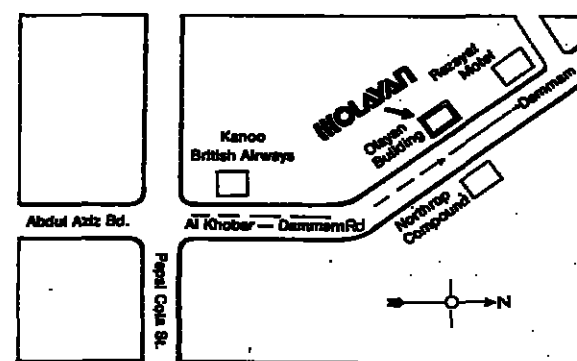 OLAYAN
Rezayat
Motel
Olayan
Building
Dammam
Kanoo
British Airways
Northrop
Compound
Abdul Aziz Bd.
Al Khobar — Dammam Rd
Pepsi Cola St.
N